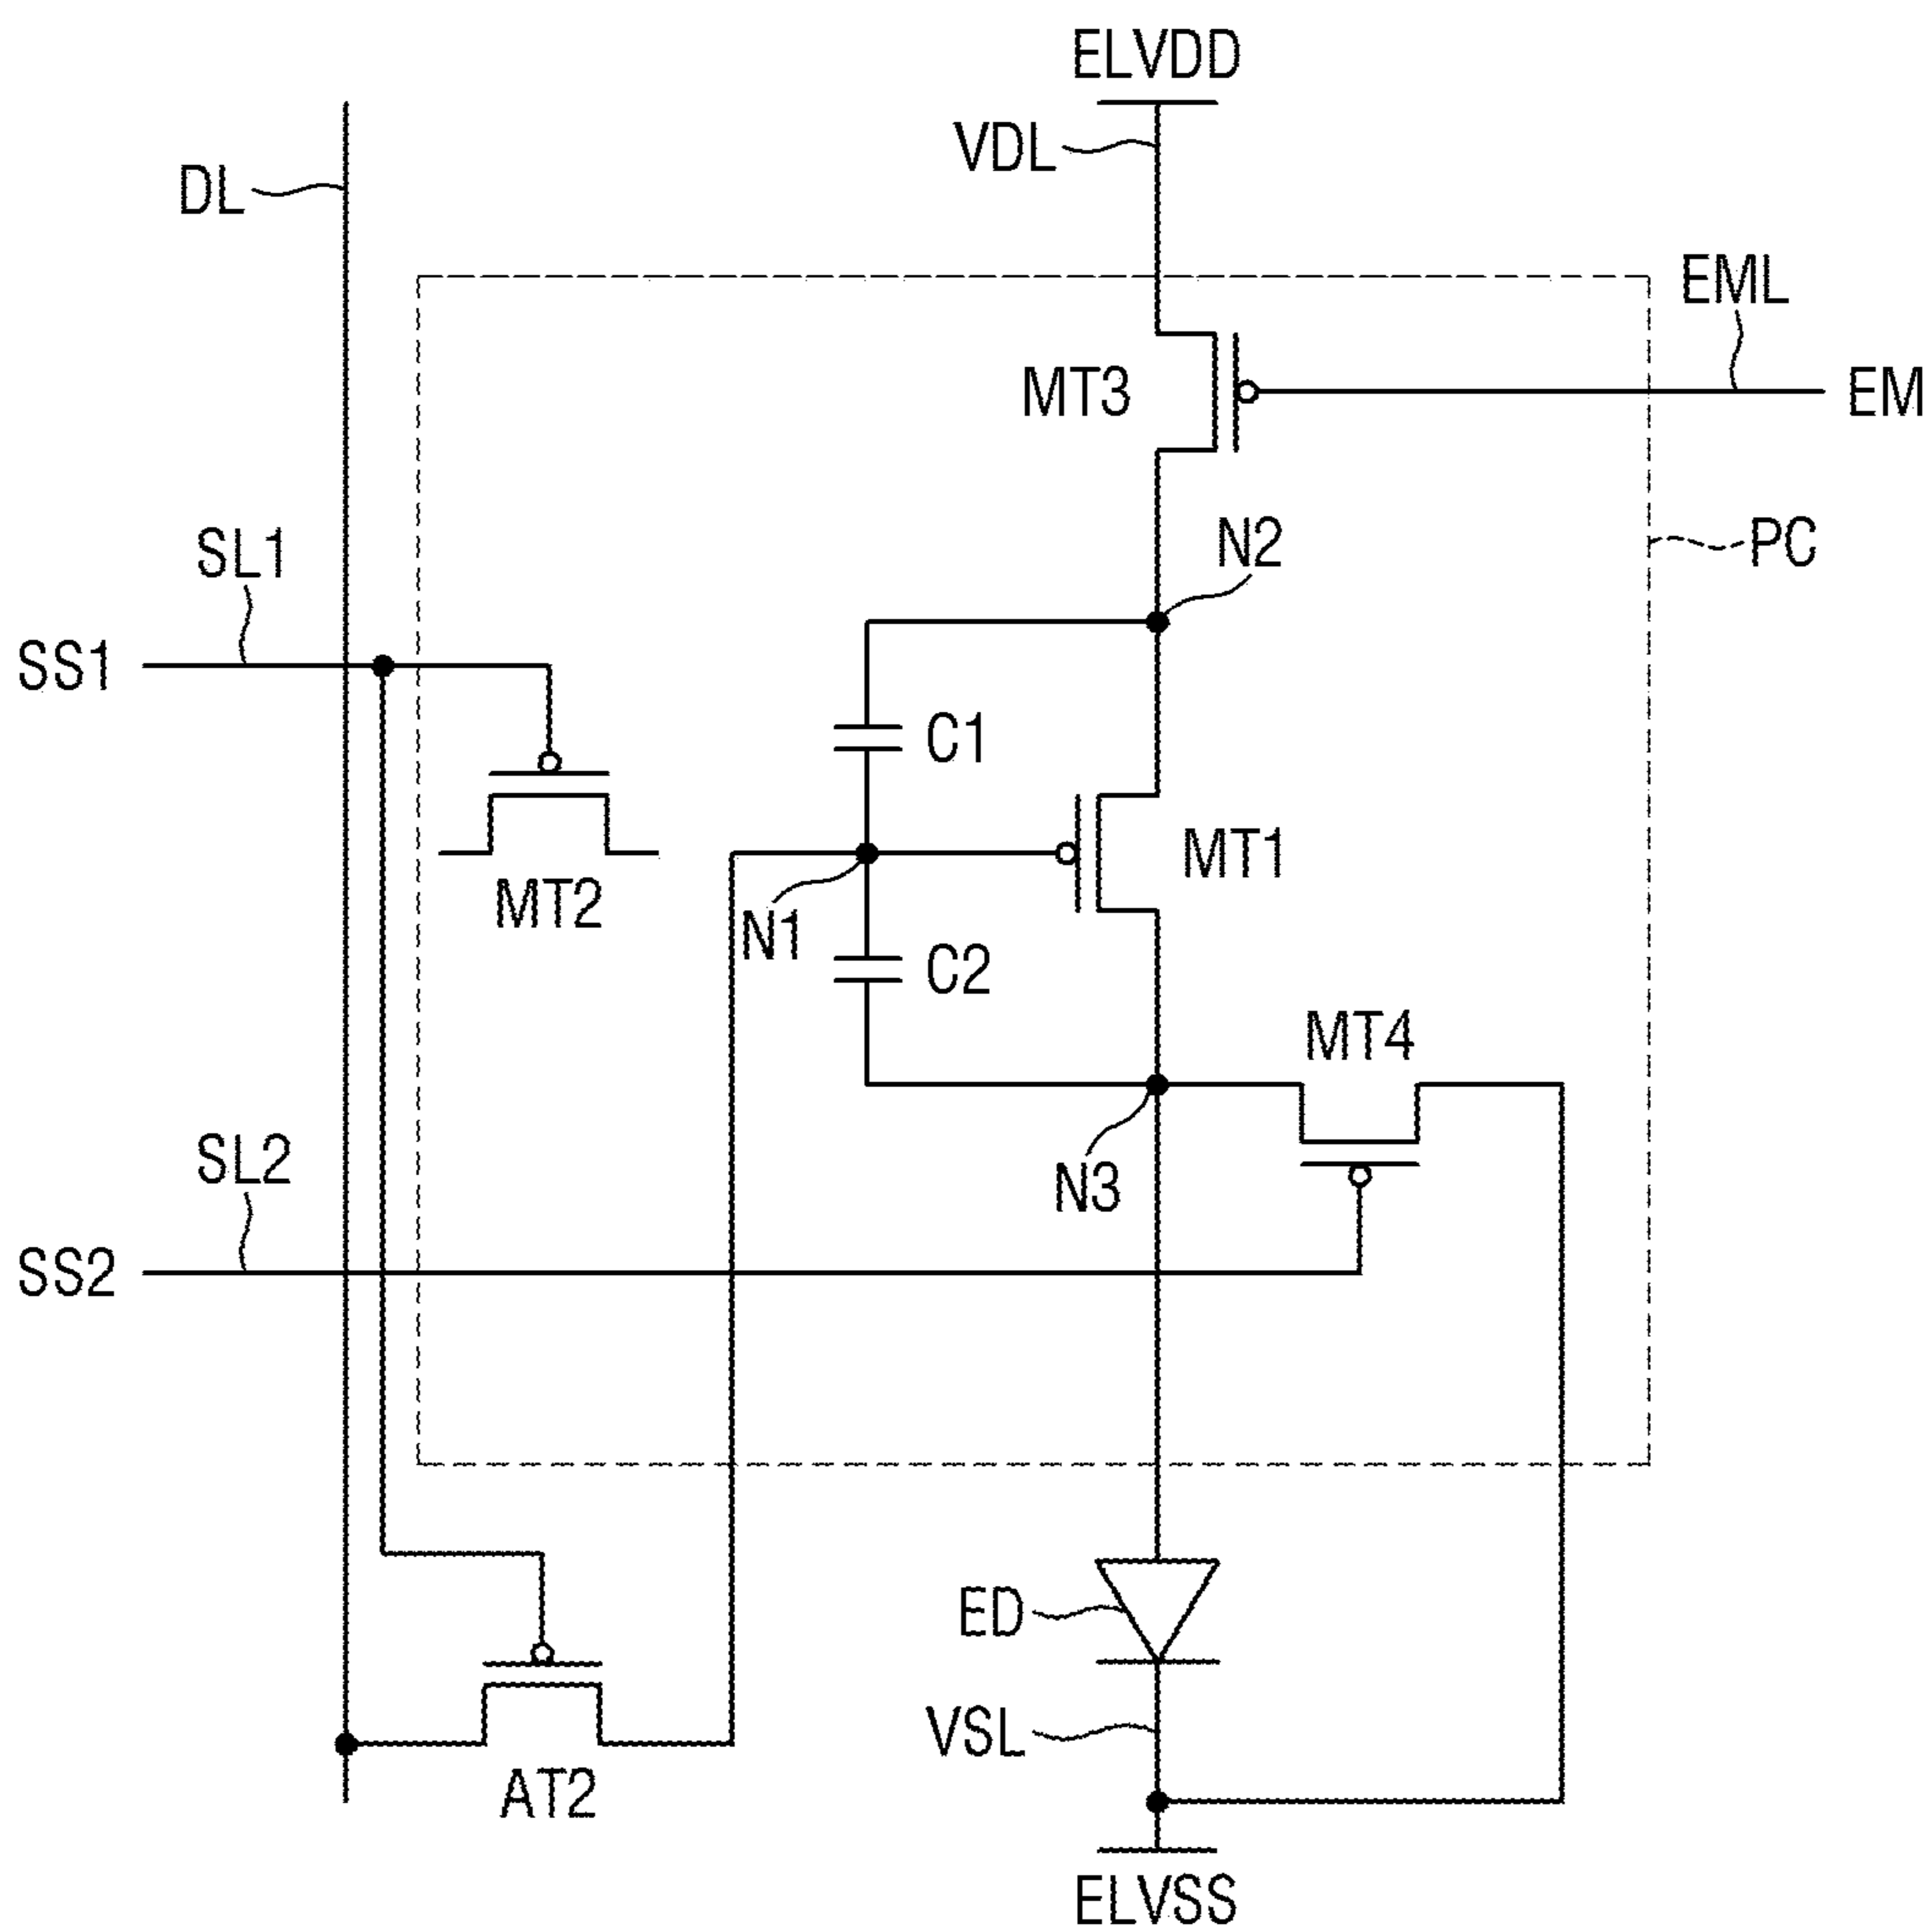 ELVDD
VDL
DL
EML
MT3
EM
N2
PC
SL1
SS1
C1
MT1
MT2
N1
C2
MT4
SL2
N3
SS2
ED
VSL
AT2
ELVSS